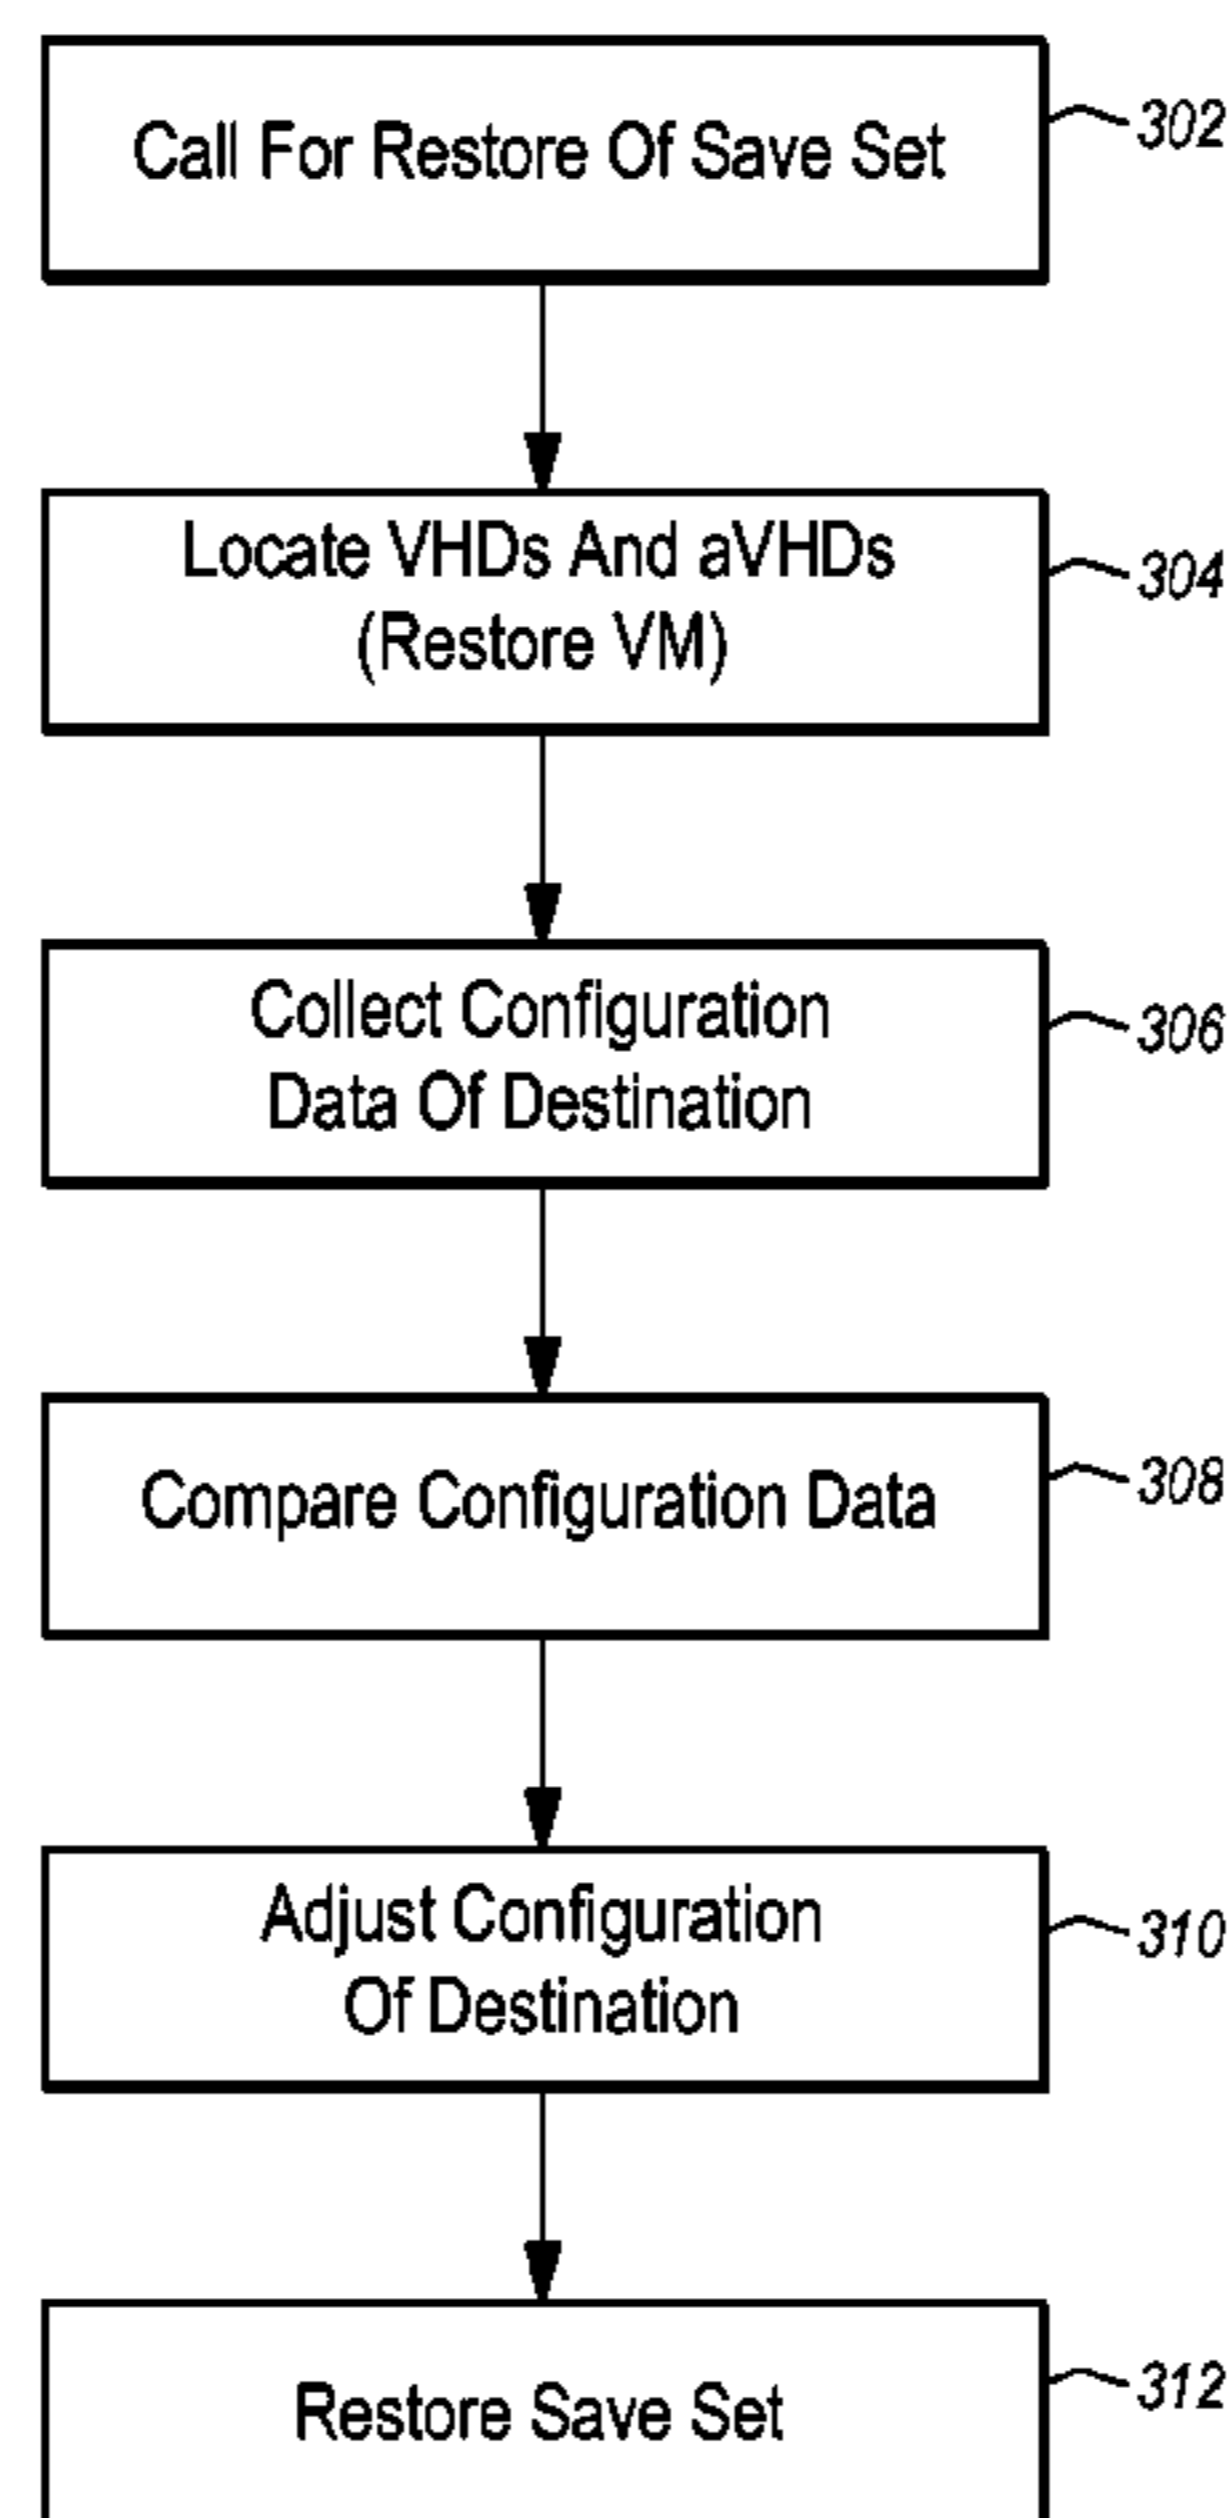 Call For Restore Of Save Set
302
Locate VHDs And aVHDs
(Restore VM)
304
Collect Configuration
Data Of Destination
306
Compare Configuration Data
308
Adjust Configuration
Of Destination
310
Restore Save Set
312